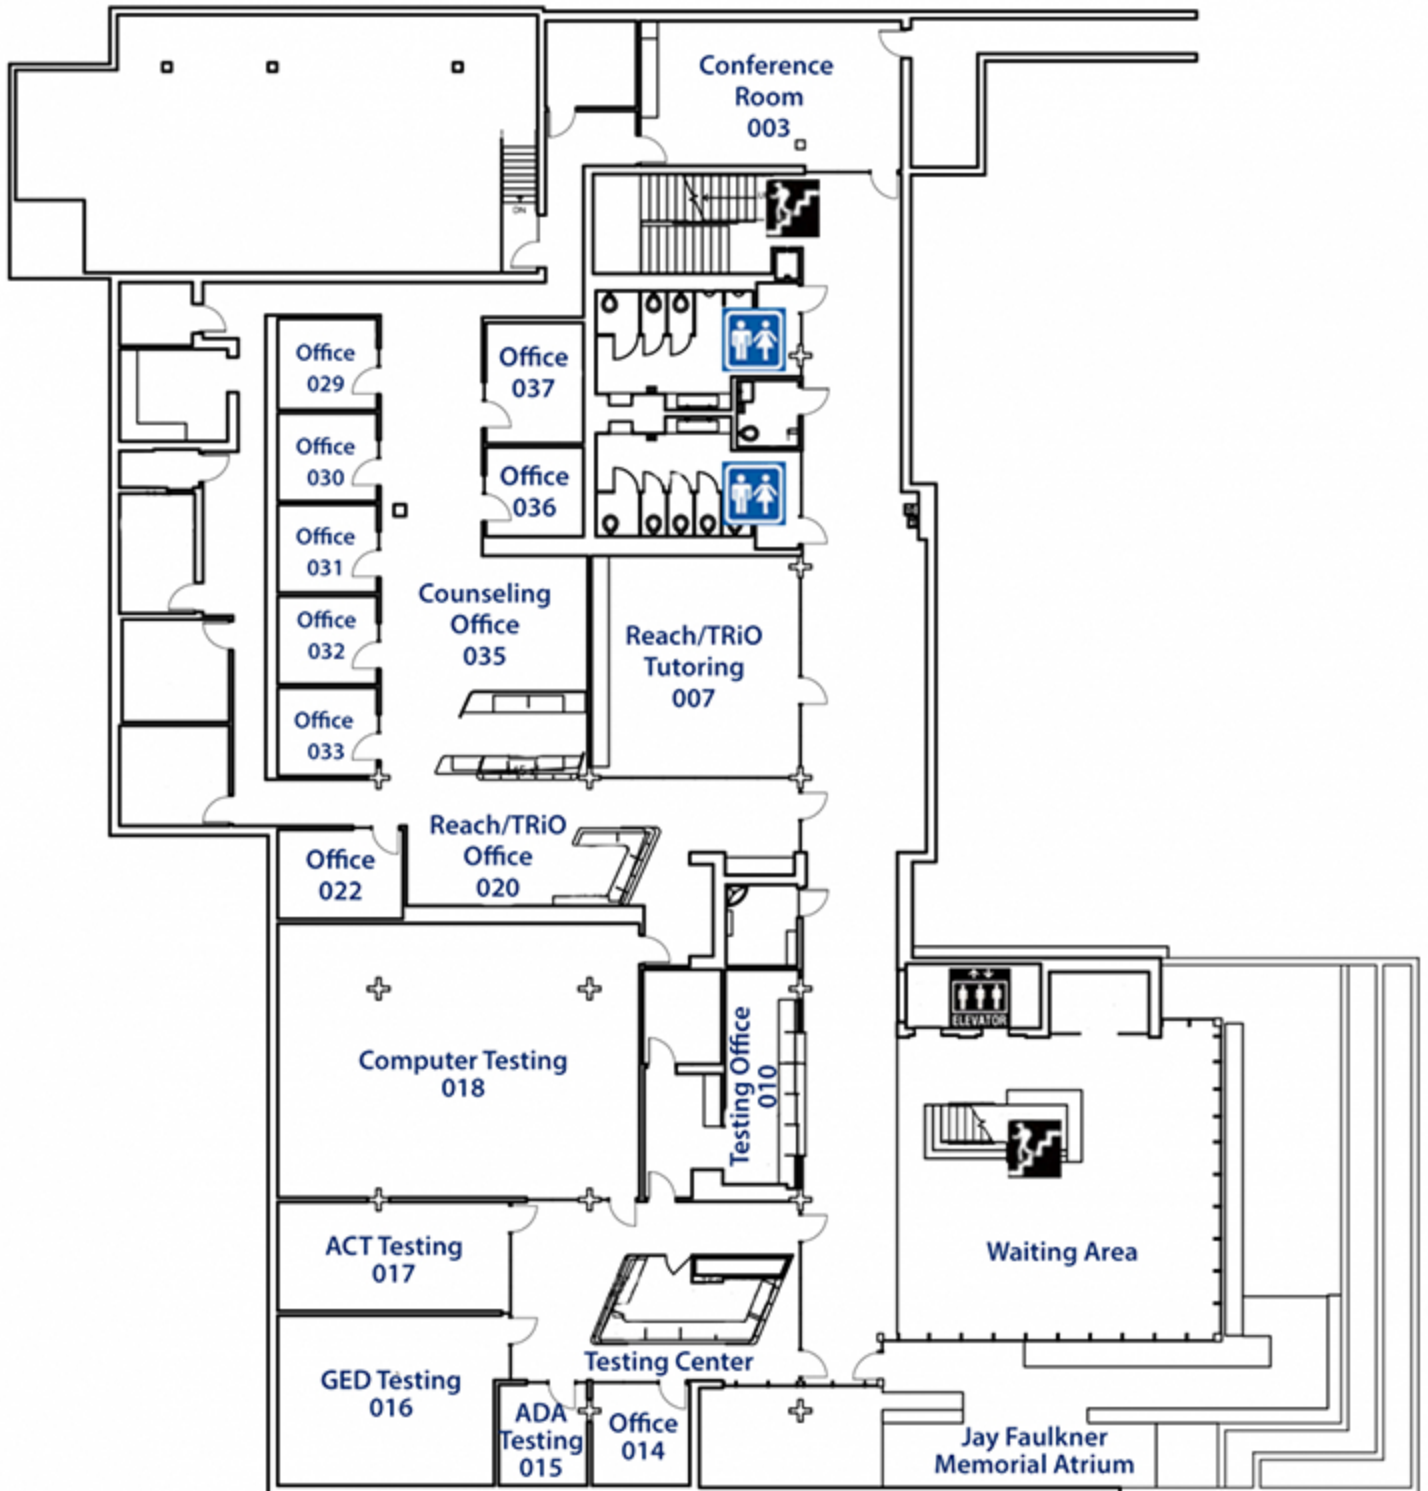 Conference
Room
003
DN
Office
029
Office
037
Office
030
Office
036
Office
031
Counseling
Office
035
Office
032
Reach/TRiO
Tutoring
007
Office
033
Reach/TRiO
Office
020
Office
022
ELEVATOR
Computer Testing
018
Testing Office
010
ACT Testing
017
Waiting Area
Testing Center
GED Testing
016
ADA
Testing
015
Office
014
Jay Faulkner
Memorial Atrium